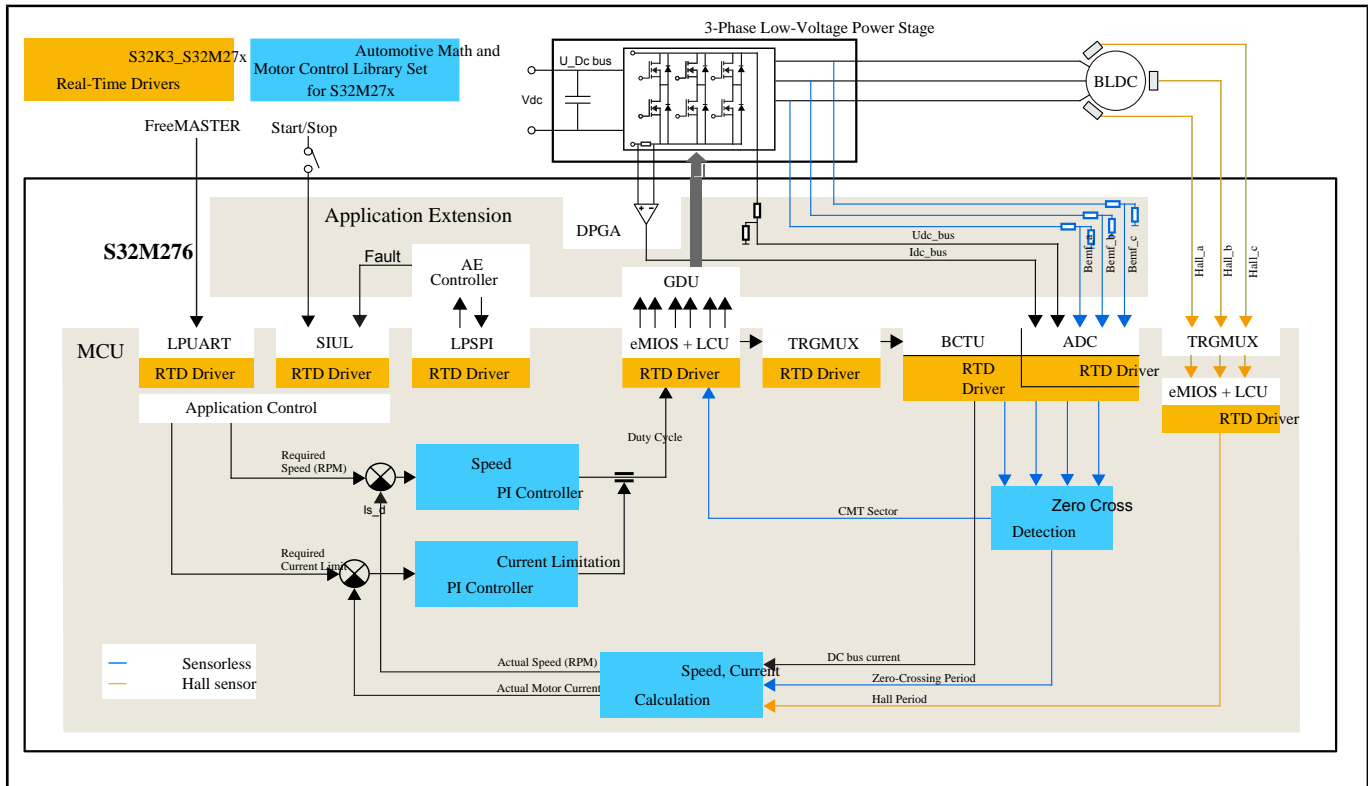 3-Phase Low-Voltage Power Stage
S32K3_S32M27x
Real-Time Drivers
Automotive Math and
Motor Control Library Set
for S32M27x
U_Dc bus
Vdc
BLDC
FreeMASTER
Start/Stop
Application Extension
DPGA
S32M276
Fault
AE
Controller
GDU
Udc_bus
Idc_bus
Bemf_a
Bemf_b
Bemf_c
Hall_a
Hall_b
Hall_c
MCU
LPUART
RTD Driver
SIUL
RTD Driver
LPSPI
RTD Driver
eMIOS + LCU
RTD Driver
TRGMUX
RTD Driver
BCTU
RTD
Driver
ADC
RTD Driver
TRGMUX
eMIOS + LCU
RTD Driver
Application Control
Duty Cycle
Required
Speed (RPM)
Is_d
Speed
PI Controller
Required
Current Limit
Current Limitation
PI Controller
CMT Sector
Zero Cross
Detection
Sensorless
Hall sensor
Actual Speed (RPM)
Actual Motor Current
Speed, Current
Calculation
DC bus current
Zero-Crossing Period
Hall Period